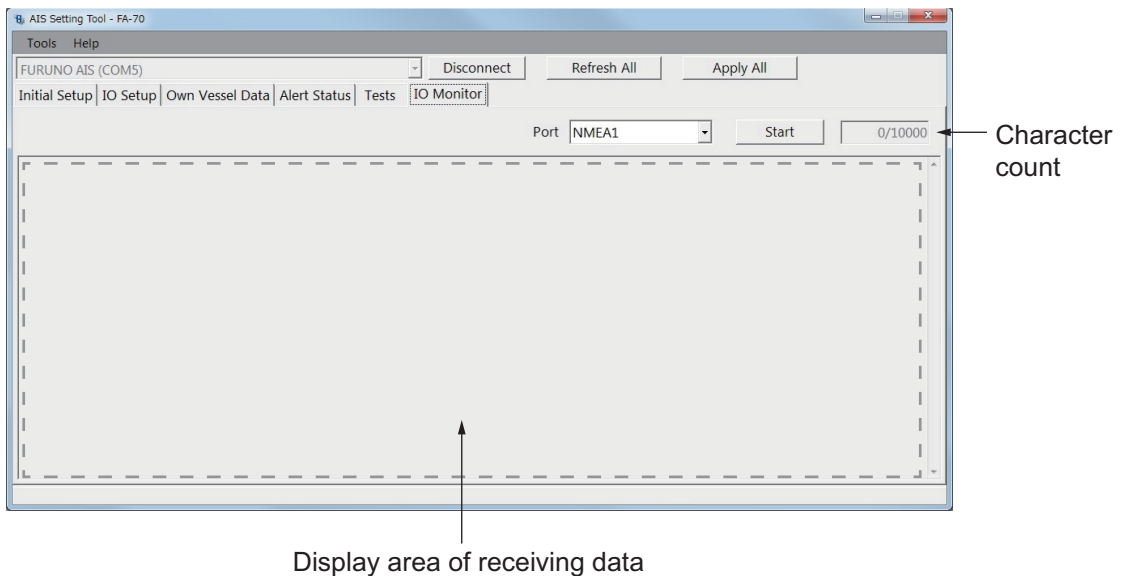 AIS Setting Tool - FA-70
Tools Help
FURUNO AIS (COM5) Disconnect Refresh All Apply All
Initial Setup IO Setup Own Vessel Data Alert Status Tests IO Monitor
Port NMEA1 Start 0/10000
Character
count
Display area of receiving data